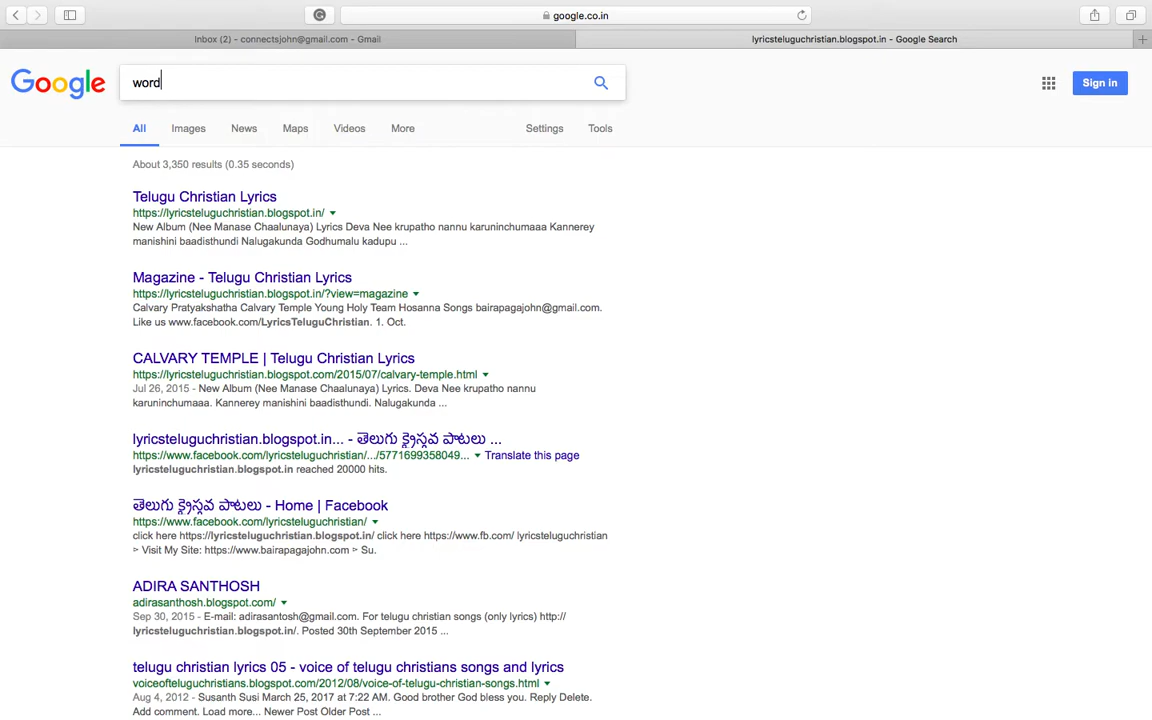 google.co.in
Inbox (2) - connectsjohn@gmail.com - Gmail
lyricsteluguchristian.blogspot.in - Google Search
Google
word
Sign in
All Images News Maps Videos More Settings Tools
About 3,350 results (0.35 seconds)
Telugu Christian Lyrics
https://lyricsteluguchristian.blogspot.in/
New Album (Nee Manase Chaalunaya) Lyrics Deva Nee krupatho nannu karuninchumaaa Kannerey
manishini baadisthundi Nalugakunda Godhumalu kadupu ...
Magazine - Telugu Christian Lyrics
https://lyricsteluguchristian.blogspot.in/?view=magazine
Calvary Pratyakshatha Calvary Temple Young Holy Team Hosanna Songs bairapagajohn@gmail.com.
Like us www.facebook.com/LyricsTeluguChristian. 1. Oct.
CALVARY TEMPLE | Telugu Christian Lyrics
https://lyricsteluguchristian.blogspot.com/2015/07/calvary-temple.html
Jul 26, 2015 - New Album (Nee Manase Chaalunaya) Lyrics. Deva Nee krupatho nannu
karuninchumaaa. Kannerey manishini baadisthundi. Nalugakunda ...
lyricsteluguchristian.blogspot.in... - తెలుగు క్రైస్తవ పాటలు ...
https://www.facebook.com/lyricsteluguchristian/.../5771699358049... Translate this page
lyricsteluguchristian.blogspot.in reached 20000 hits.
తెలుగు క్రైస్తవ పాటలు - Home | Facebook
https://www.facebook.com/lyricsteluguchristian/
click here https://lyricsteluguchristian.blogspot.in/ click here https://www.fb.com/ lyricsteluguchristian
> Visit My Site: https://www.bairapagajohn.com > Su.
ADIRA SANTHOSH
adirasanthosh.blogspot.com/
Sep 30, 2015 - E-mail: adirasantosh@gmail.com. For telugu christian songs (only lyrics) http://
lyricsteluguchristian.blogspot.in/. Posted 30th September 2015 ...
telugu christian lyrics 05 - voice of telugu christians songs and lyrics
voiceofteluguchristians.blogspot.com/2012/08/voice-of-telugu-christian-songs.html
Aug 4, 2012 - Susanth Susi March 25, 2017 at 7:22 AM. Good brother God bless you. Reply Delete.
Add comment. Load more... Newer Post Older Post ...